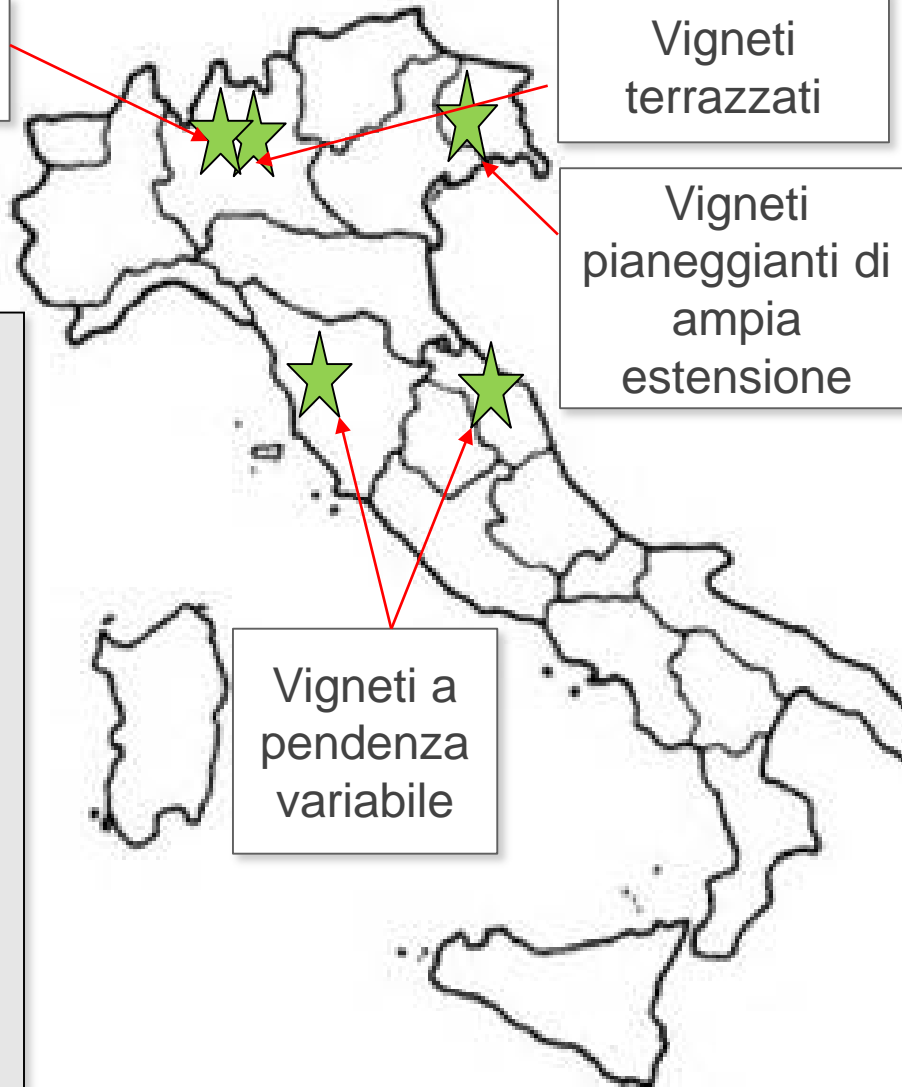 Vigneti
terrazzati
Vigneti
pianeggianti di
ampia
estensione
Vigneti a
pendenza
variabile